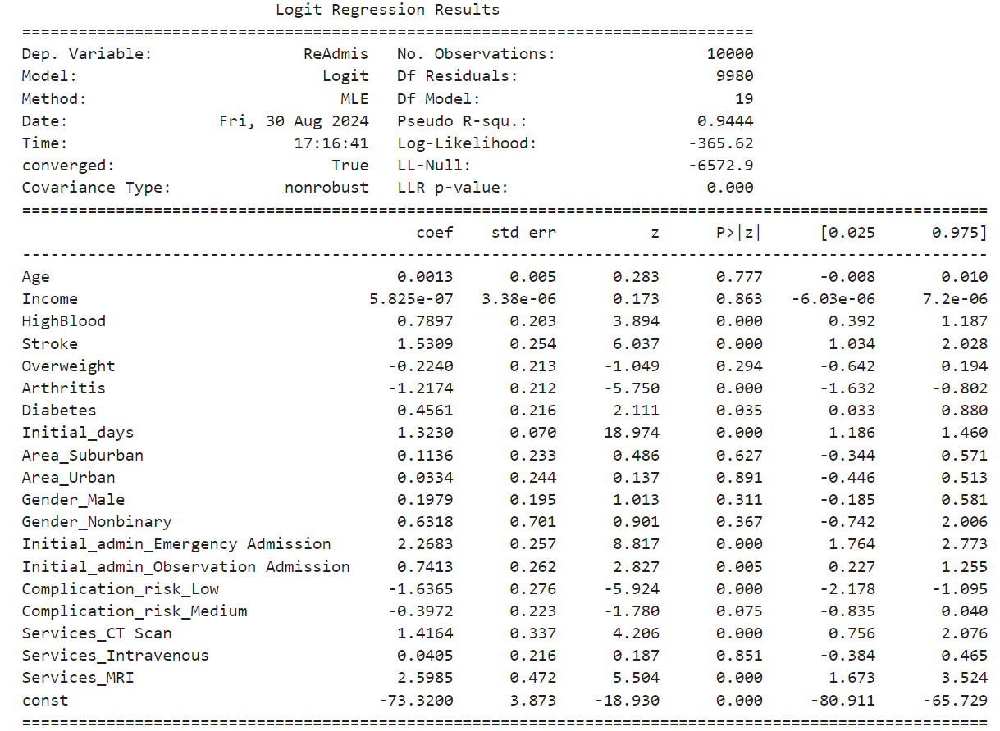 Logit Regression Results
==============================================================================
Dep. Variable: ReAdmis No. Observations: 10000
Model: Logit Df Residuals: 9980
Method: MLE Df Model: 19
Date: Fri, 30 Aug 2024 Pseudo R-squ.: 0.9444
Time: 17:16:41 Log-Likelihood: -365.62
converged: True LL-Null: -6572.9
Covariance Type: nonrobust LLR p-value: 0.000
=======================================================================================================
coef std err z P>|z| [0.025 0.975]
-------------------------------------------------------------------------------------------------------
Age 0.0013 0.005 0.283 0.777 -0.008 0.010
Income 5.825e-07 3.38e-06 0.173 0.863 -6.03e-06 7.2e-06
HighBlood 0.7897 0.203 3.894 0.000 0.392 1.187
Stroke 1.5309 0.254 6.037 0.000 1.034 2.028
Overweight -0.2240 0.213 -1.049 0.294 -0.642 0.194
Arthritis -1.2174 0.212 -5.750 0.000 -1.632 -0.802
Diabetes 0.4561 0.216 2.111 0.035 0.033 0.880
Initial_days 1.3230 0.070 18.974 0.000 1.186 1.460
Area_Suburban 0.1136 0.233 0.486 0.627 -0.344 0.571
Area_Urban 0.0334 0.244 0.137 0.891 -0.446 0.513
Gender_Male 0.1979 0.195 1.013 0.311 -0.185 0.581
Gender_Nonbinary 0.6318 0.701 0.901 0.367 -0.742 2.006
Initial_admin_Emergency Admission 2.2683 0.257 8.817 0.000 1.764 2.773
Initial_admin_Observation Admission 0.7413 0.262 2.827 0.005 0.227 1.255
Complication_risk_Low -1.6365 0.276 -5.924 0.000 -2.178 -1.095
Complication_risk_Medium -0.3972 0.223 -1.780 0.075 -0.835 0.040
Services_CT Scan 1.4164 0.337 4.206 0.000 0.756 2.076
Services_Intravenous 0.0405 0.216 0.187 0.851 -0.384 0.465
Services_MRI 2.5985 0.472 5.504 0.000 1.673 3.524
const -73.3200 3.873 -18.930 0.000 -80.911 -65.729
=======================================================================================================